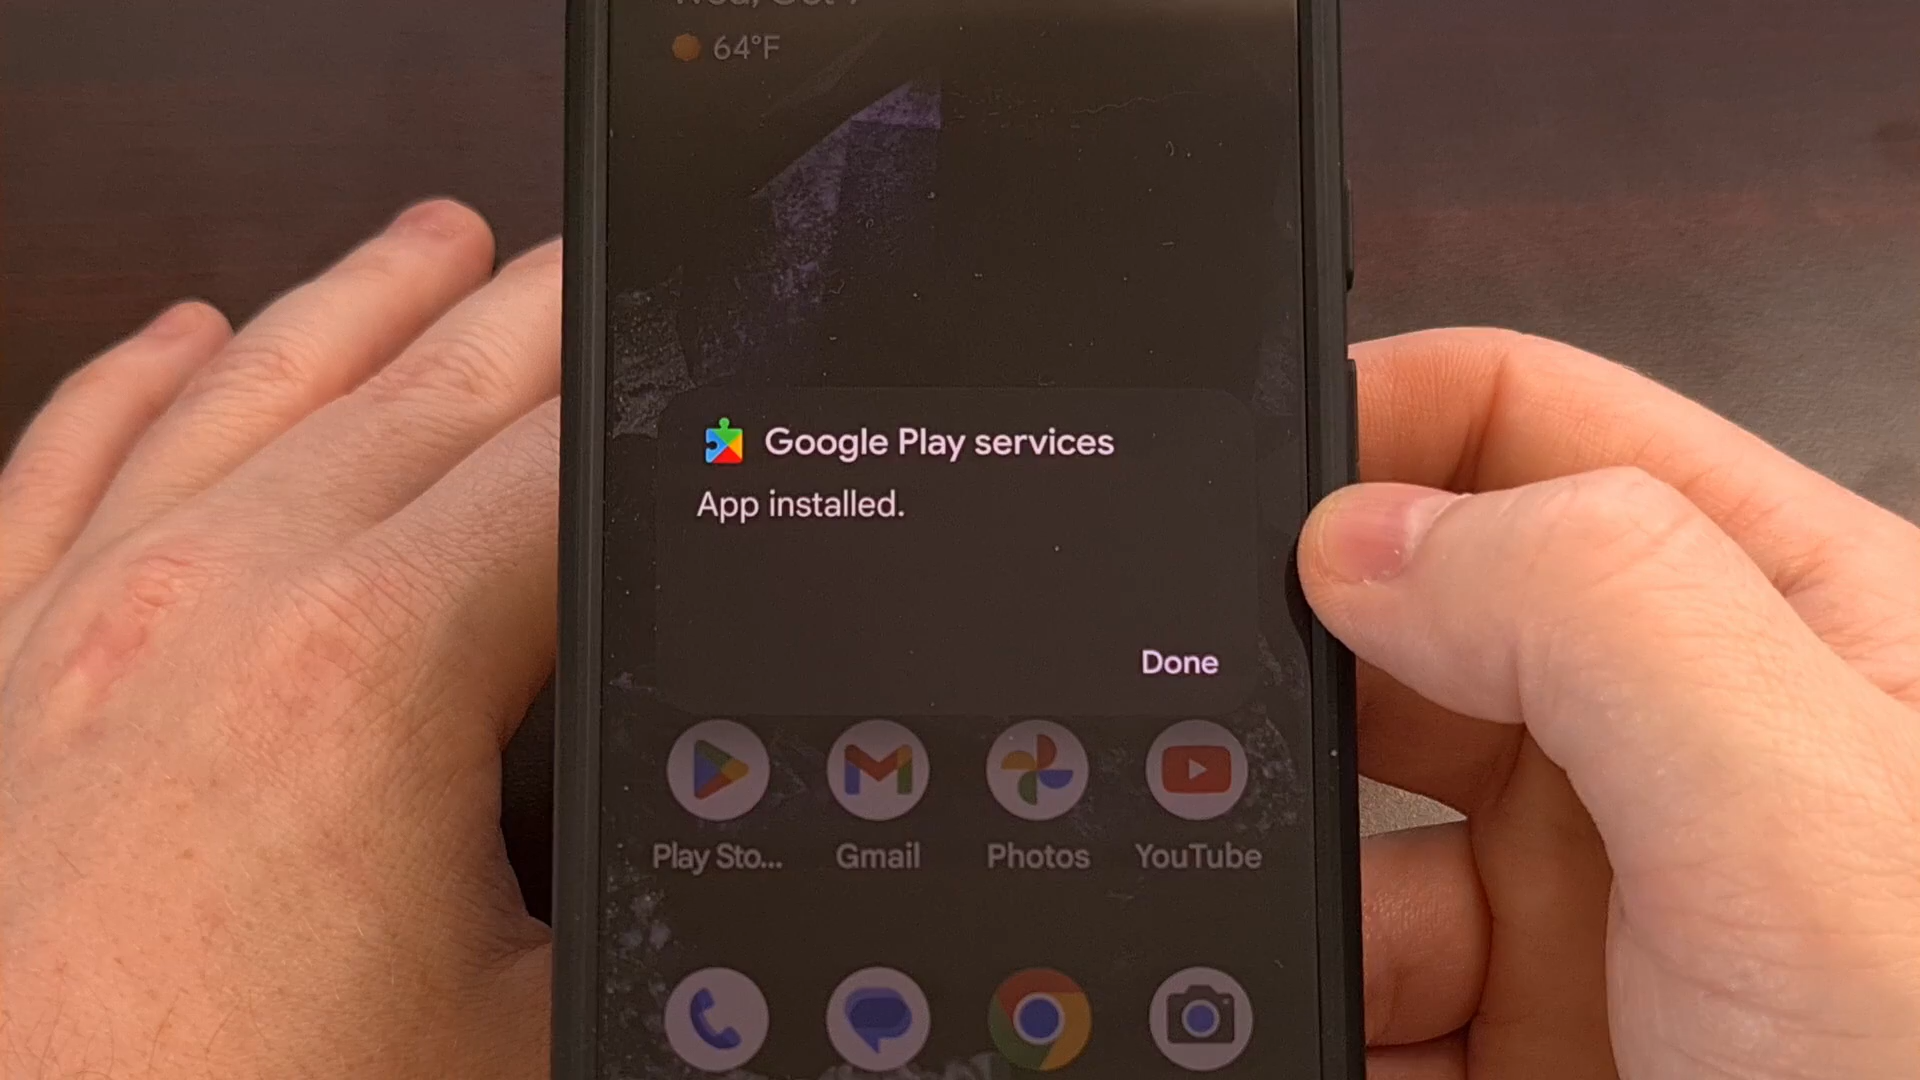 64°F
Google Play services
App installed.
Done
Play Sto...
Gmail
Photos
YouTube